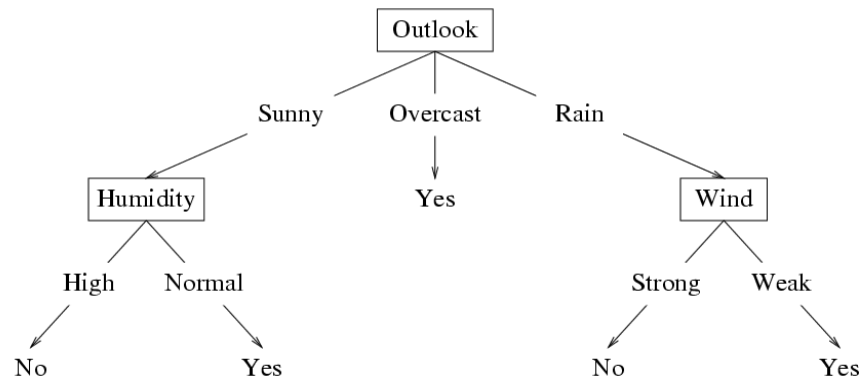 Outlook
Sunny Overcast Rain
Humidity Yes Wind
High Normal Strong Weak
No Yes No Yes